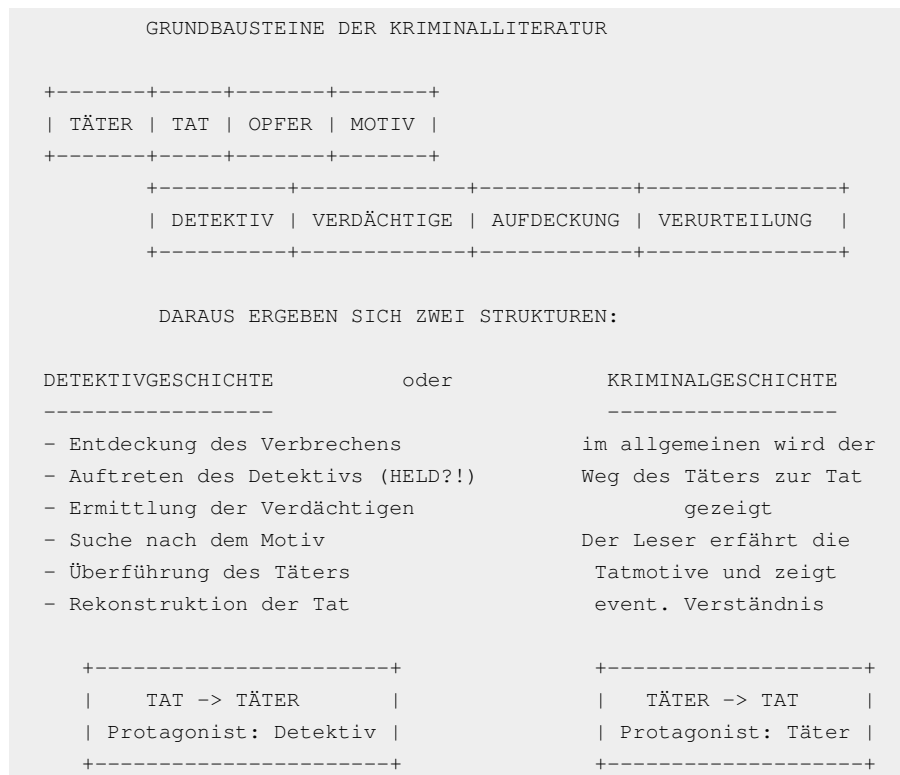 GRUNDBAUSTEINE DER KRIMINALLITERATUR
+-------+-----+-------+-------+
| TÄTER | TAT | OPFER | MOTIV |
+-------+-----+-------+-------+
+----------+-------------+------------+---------------+
| DETEKTIV | VERDÄCHTIGE | AUFDECKUNG | VERURTEILUNG |
+----------+-------------+------------+---------------+
DARAUS ERGEBEN SICH ZWEI STRUKTUREN:
DETEKTIVGESCHICHTE oder KRIMINALGESCHICHTE
------------------ ------------------
- Entdeckung des Verbrechens im allgemeinen wird der
- Auftreten des Detektivs (HELD?!) Weg des Täters zur Tat
- Ermittlung der Verdächtigen gezeigt
- Suche nach dem Motiv Der Leser erfährt die
- Überführung des Täters Tatmotive und zeigt
- Rekonstruktion der Tat event. Verständnis
+-----------------------+ +--------------------+
| TAT -> TÄTER | | TÄTER -> TAT |
| Protagonist: Detektiv | | Protagonist: Täter |
+-----------------------+ +--------------------+